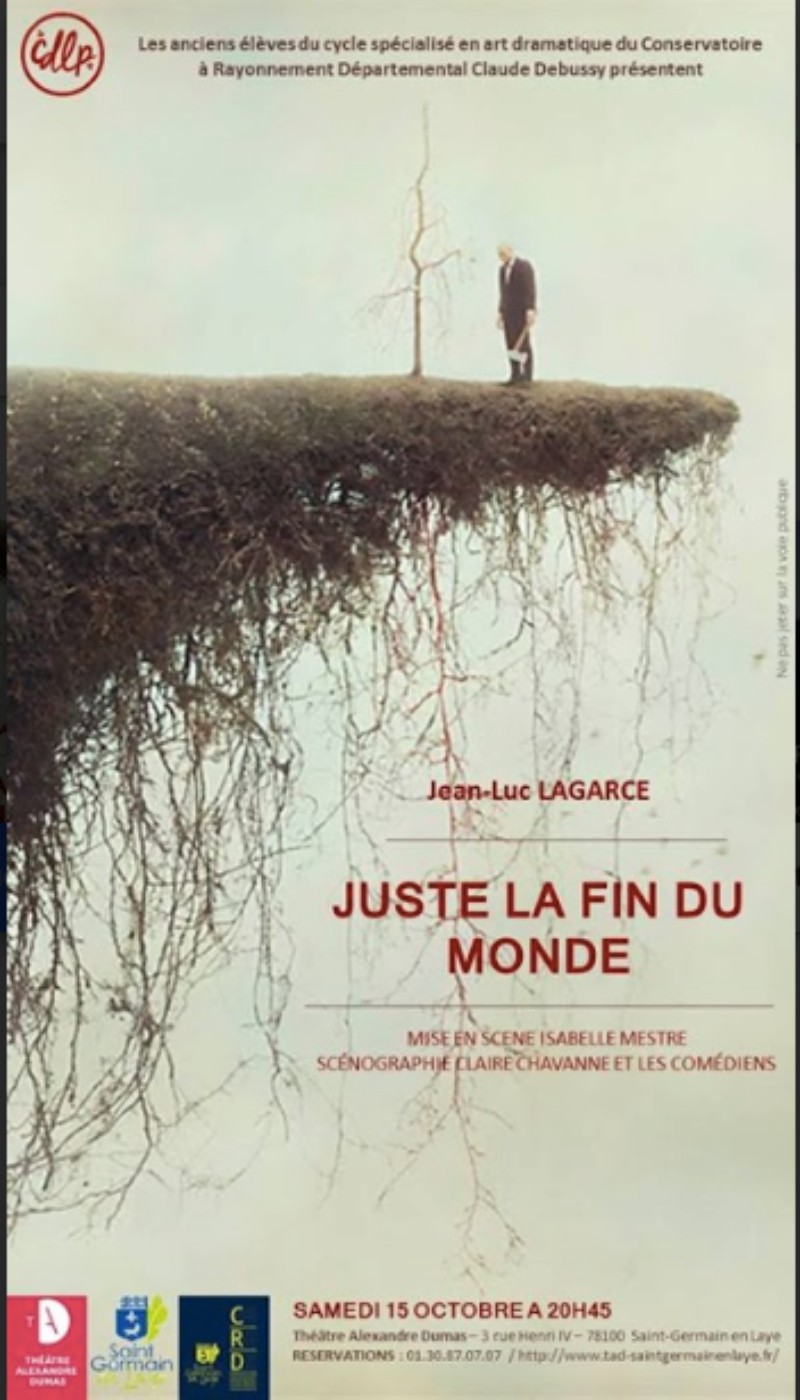 cdlp
Les anciens élèves du cycle spécialisé en art dramatique du Conservatoire
à Rayonnement Départemental Claude Debussy présentent
Ne pas jeter sur la voie publique
Jean-Luc LAGARCE
JUSTE LA FIN DU
MONDE
MISE EN SCENE ISABELLE MESTRE
SCÉNOGRAPHIE CLAIRE CHAVANNE ET LES COMÉDIENS
T A D
THÉÂTRE
ALEXANDRE
DUMAS
Saint
Germain
en Laye
CRD
SAMEDI 15 OCTOBRE A 20H45
Théâtre Alexandre Dumas – 3 rue Henri IV – 78100 Saint-Germain en Laye
RESERVATIONS : 01.30.87.07.07 / http://www.tad-saintgermainenlaye.fr/